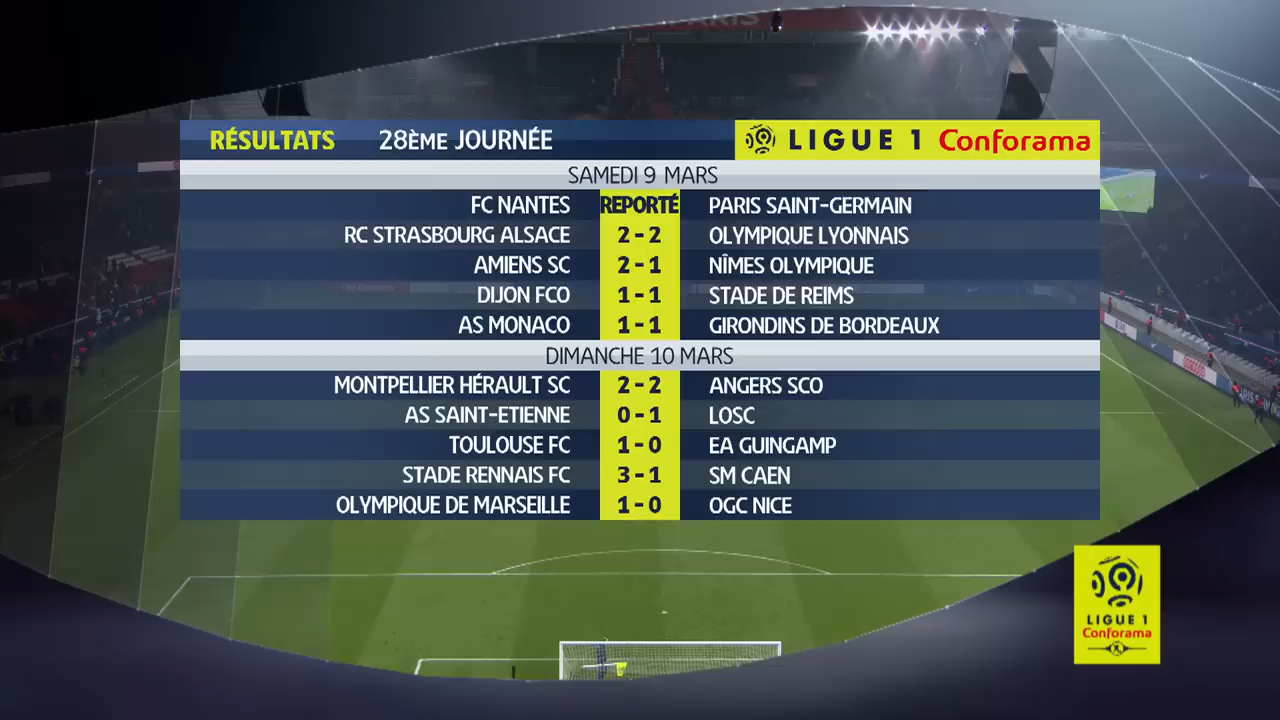 PARIS
RÉSULTATS 28ÈME JOURNÉE LIGUE 1 Conforama
SAMEDI 9 MARS
FC NANTES REPORTÉ PARIS SAINT-GERMAIN
RC STRASBOURG ALSACE 2 - 2 OLYMPIQUE LYONNAIS
AMIENS SC 2 - 1 NÎMES OLYMPIQUE
DIJON FCO 1 - 1 STADE DE REIMS
AS MONACO 1 - 1 GIRONDINS DE BORDEAUX
DIMANCHE 10 MARS
MONTPELLIER HÉRAULT SC 2 - 2 ANGERS SCO
AS SAINT-ETIENNE 0 - 1 LOSC
TOULOUSE FC 1 - 0 EA GUINGAMP
STADE RENNAIS FC 3 - 1 SM CAEN
OLYMPIQUE DE MARSEILLE 1 - 0 OGC NICE
LIGUE 1
Conforama